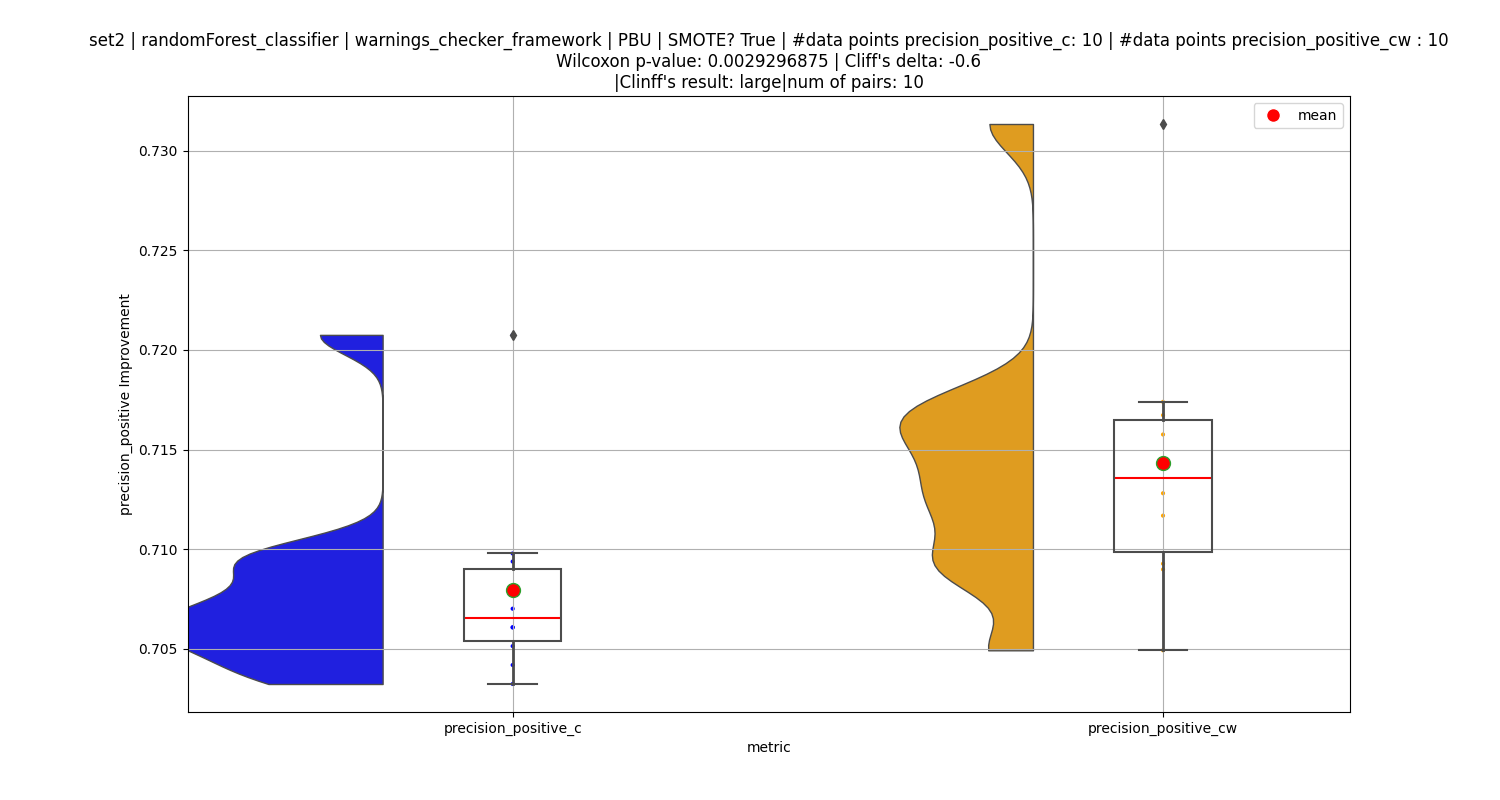 set2 | randomForest_classifier | warnings_checker_framework | PBU | SMOTE? True | #data points precision_positive_c: 10 | #data points precision_positive_cw : 10
Wilcoxon p-value: 0.0029296875 | Cliff's delta: -0.6
|Clinff's result: large|num of pairs: 10
mean
0.730
0.725
0.720
0.715
0.710
0.705
precision_positive Improvement
precision_positive_c
precision_positive_cw
metric